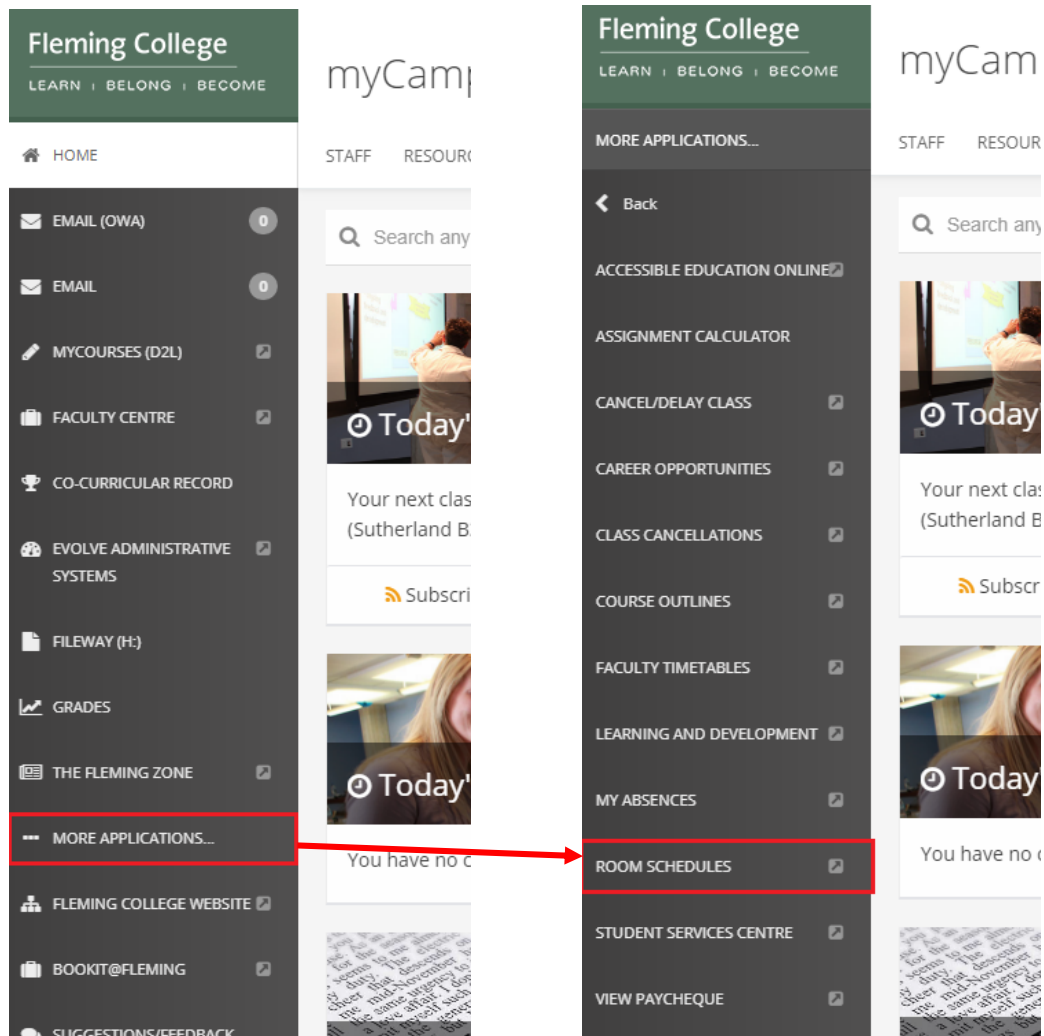 Fleming College
LEARN | BELONG | BECOME
HOME
EMAIL (OWA) 0
EMAIL 0
MYCOURSES (D2L)
FACULTY CENTRE
CO-CURRICULAR RECORD
EVOLVE ADMINISTRATIVE
SYSTEMS
FILEWAY (H:)
GRADES
THE FLEMING ZONE
MORE APPLICATIONS...
FLEMING COLLEGE WEBSITE
BOOKIT@FLEMING
SUGGESTIONS/FEEDBACK
myCamp
STAFF RESOURC
Search any
Today'
Your next clas
(Sutherland B
Subscri
Today'
You have no c
Fleming College
LEARN | BELONG | BECOME
MORE APPLICATIONS...
Back
ACCESSIBLE EDUCATION ONLINE
ASSIGNMENT CALCULATOR
CANCEL/DELAY CLASS
CAREER OPPORTUNITIES
CLASS CANCELLATIONS
COURSE OUTLINES
FACULTY TIMETABLES
LEARNING AND DEVELOPMENT
MY ABSENCES
ROOM SCHEDULES
STUDENT SERVICES CENTRE
VIEW PAYCHEQUE
myCam
STAFF RESOUR
Search any
Today'
Your next clas
(Sutherland B
Subscr
Today'
You have no